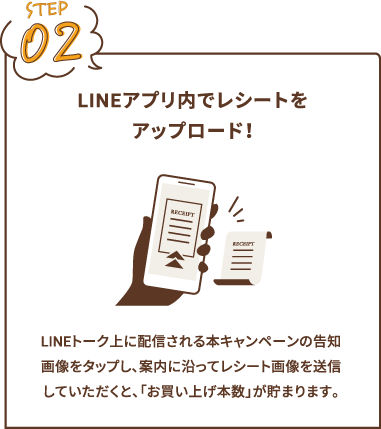 STEP
02
LINEアプリ内でレシートを
アップロード!
RECEIPT
RECEIPT
LINEトーク上に配信される本キャンペーンの告知
画像をタップし、案内に沿ってレシート画像を送信
していただくと、「お買い上げ本数」が貯まります。